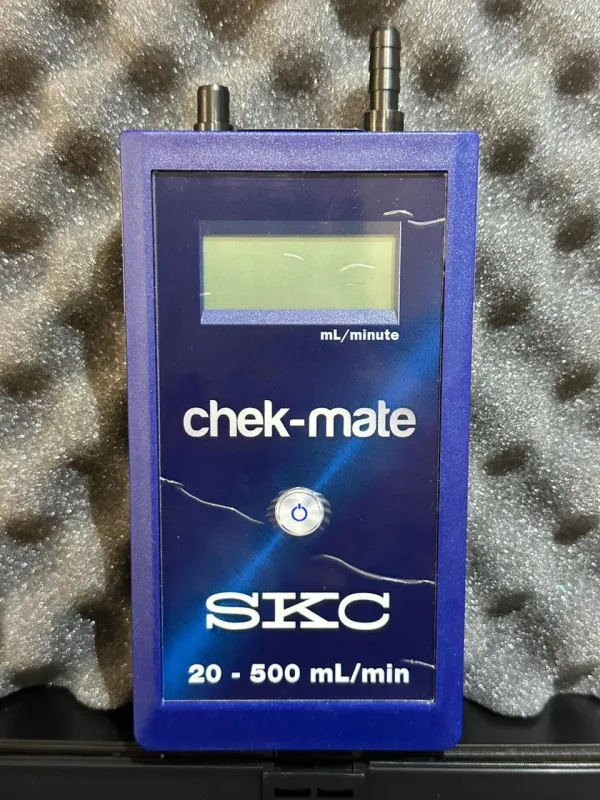 mL/minute
chek-mate
SKC
20 - 500 mL/min